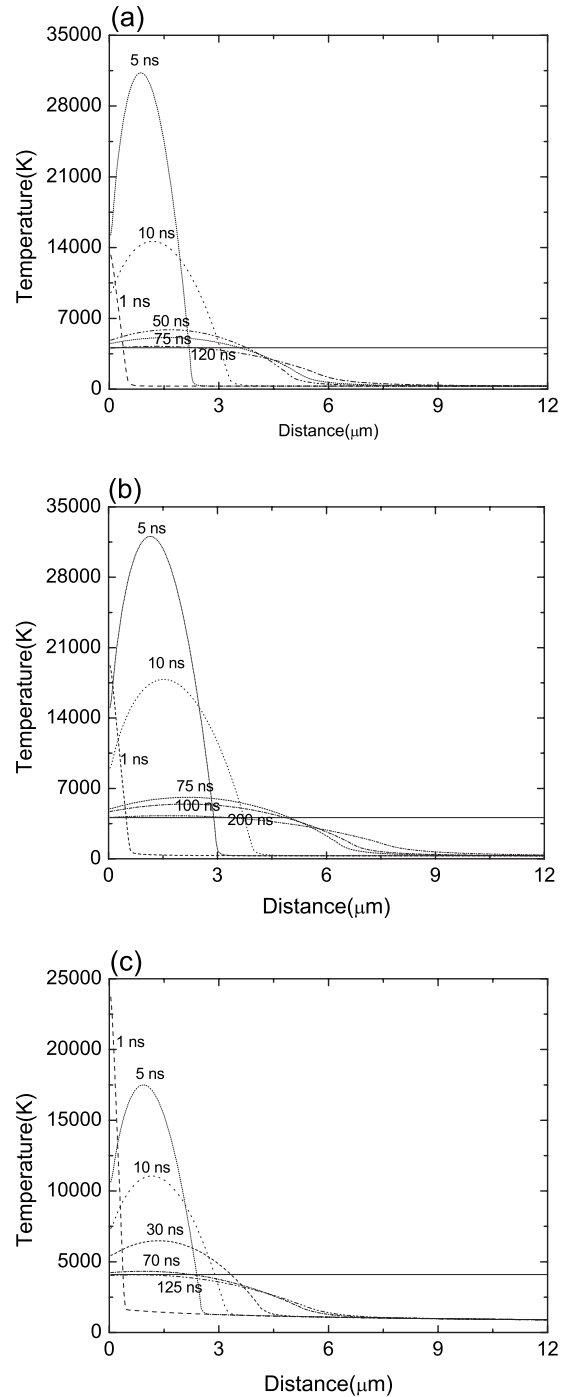 (a)
35000
28000
21000
14000
7000
0
Temperature(K)
5 ns
10 ns
1 ns
50 ns
75 ns
120 ns
0 3 6 9 12
Distance(μm)
(b)
35000
28000
21000
14000
7000
0
Temperature(K)
5 ns
10 ns
1 ns
75 ns
100 ns
200 ns
0 3 6 9 12
Distance(μm)
(c)
25000
20000
15000
10000
5000
0
Temperature(K)
1 ns
5 ns
10 ns
30 ns
70 ns
125 ns
0 3 6 9 12
Distance(μm)